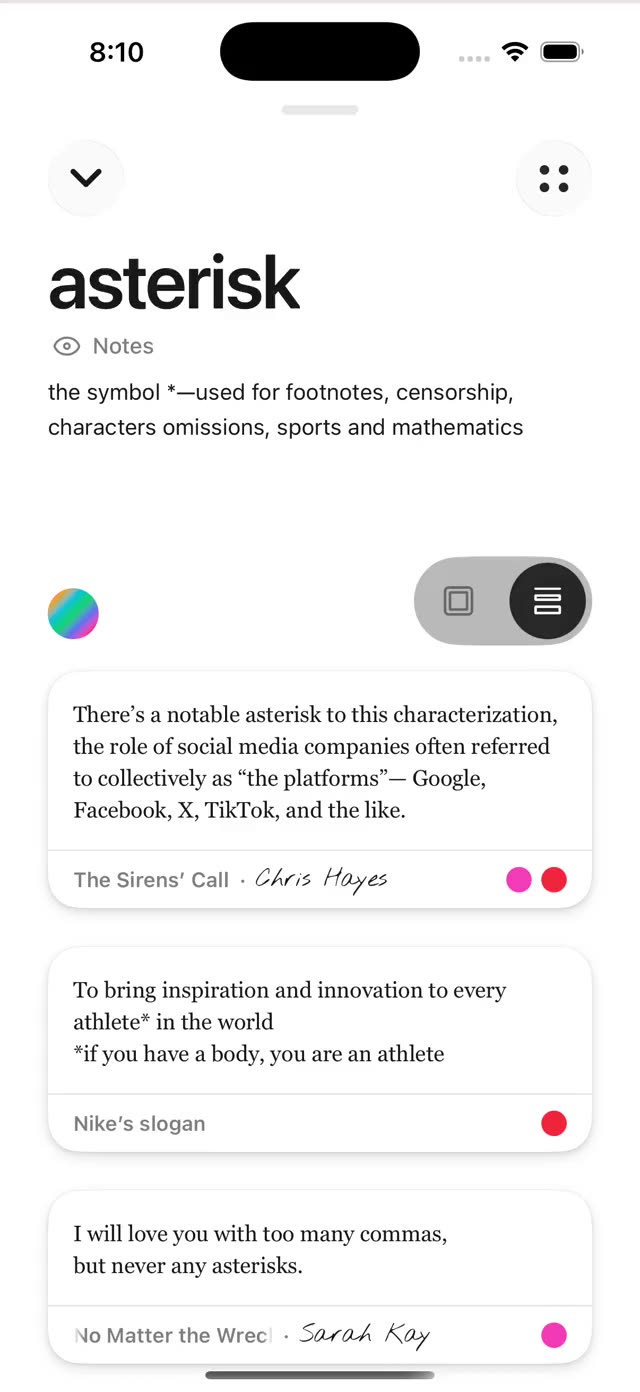 8:10
asterisk
Notes
the symbol *—used for footnotes, censorship,
characters omissions, sports and mathematics
There’s a notable asterisk to this characterization,
the role of social media companies often referred
to collectively as “the platforms”— Google,
Facebook, X, TikTok, and the like.
The Sirens’ Call · Chris Hayes
To bring inspiration and innovation to every
athlete* in the world
*if you have a body, you are an athlete
Nike’s slogan
I will love you with too many commas,
but never any asterisks.
No Matter the Wrec · Sarah Kay